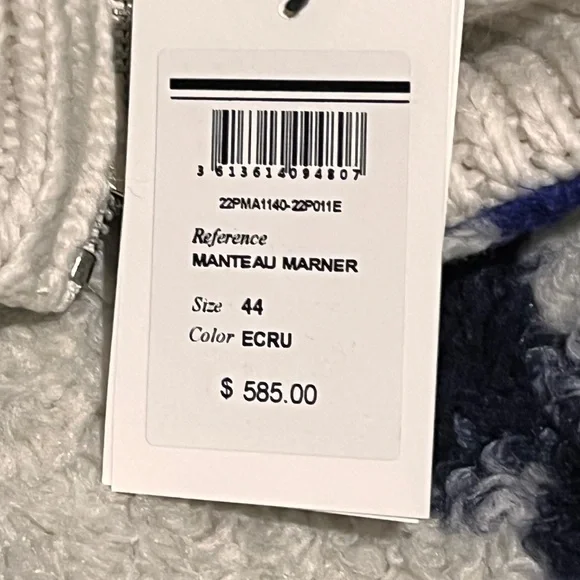 3 613614 094807
22PMA1140-22P011E
Reference
MANTEAU MARNER
Size 44
Color ECRU
$ 585.00